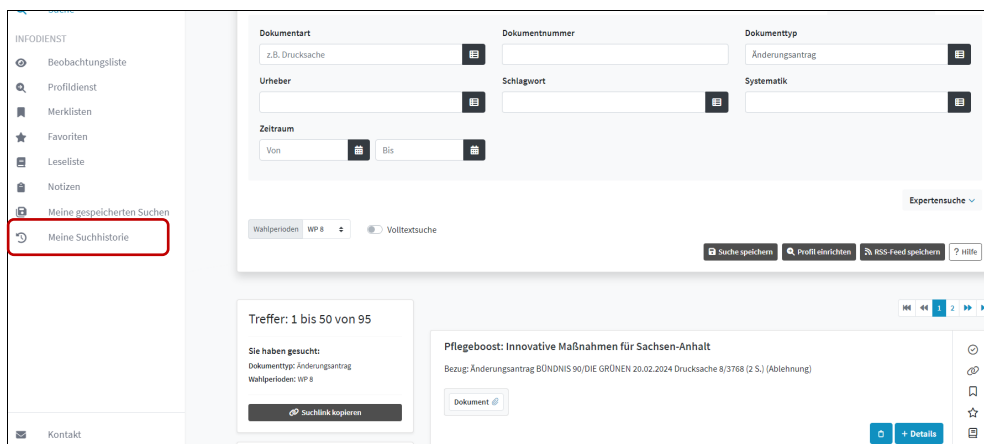 Suche
INFODIENST
Beobachtungsliste
Profildienst
Merklisten
Favoriten
Leseliste
Notizen
Meine gespeicherten Suchen
Meine Suchhistorie
Kontakt
Dokumentart
Dokumentnummer
Dokumenttyp
z.B. Drucksache
Änderungsantrag
Urheber
Schlagwort
Systematik
Zeitraum
Von
Bis
Expertensuche
Wahlperioden WP 8
Volltextsuche
Suche speichern
Profil einrichten
RSS-Feed speichern
? Hilfe
Treffer: 1 bis 50 von 95
1 2
Sie haben gesucht:
Dokumenttyp: Änderungsantrag
Wahlperioden: WP 8
Suchlink kopieren
Pflegeboost: Innovative Maßnahmen für Sachsen-Anhalt
Bezug: Änderungsantrag BÜNDNIS 90/DIE GRÜNEN 20.02.2024 Drucksache 8/3768 (2 S.) (Ablehnung)
Dokument
+ Details